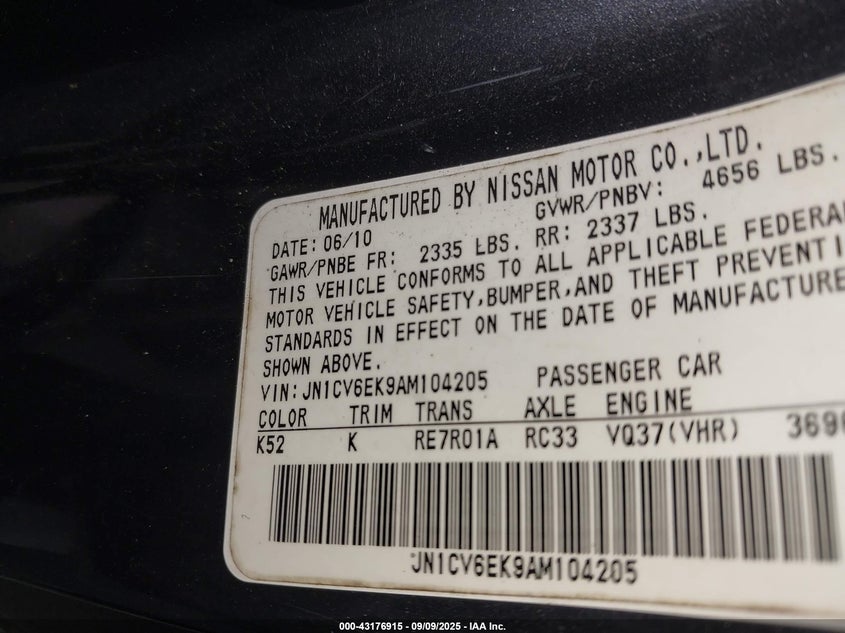 MANUFACTURED BY NISSAN MOTOR CO.,LTD.
DATE: 06/10 GVWR/PNBV: 4656 LBS.
GAWR/PNBE FR: 2335 LBS. RR: 2337 LBS.
THIS VEHICLE CONFORMS TO ALL APPLICABLE FEDERA
MOTOR VEHICLE SAFETY,BUMPER,AND THEFT PREVENTI
STANDARDS IN EFFECT ON THE DATE OF MANUFACTURE
SHOWN ABOVE.
VIN: JN1CV6EK9AM104205 PASSENGER CAR
COLOR TRIM TRANS AXLE ENGINE
K52 K RE7R01A RC33 VQ37(VHR) 369
JN1CV6EK9AM104205
000-43176915 - 09/09/2025 - IAA Inc.